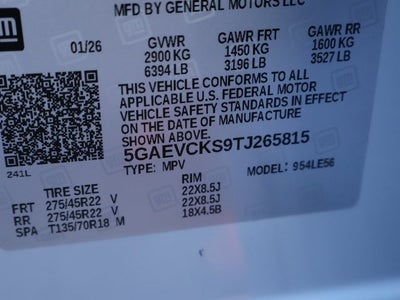 gm
MFD BY GENERAL MOTORS LLC
01/26 GVWR GAWR FRT GAWR RR
2900 KG 1450 KG 1600 KG
6394 LB 3196 LB 3527 LB
THIS VEHICLE CONFORMS TO ALL
APPLICABLE U.S. FEDERAL MOTOR
VEHICLE SAFETY STANDARDS IN EFFECT
ON THE DATE OF MANUFACTURE
SHOWN ABOVE.
5GAEVCKS9TJ265815
TYPE: MPV MODEL: 954LE56
241L
TIRE SIZE RIM
FRT 275/45R22 V 22X8.5J
RR 275/45R22 V 22X8.5J
SPA T135/70R18 M 18X4.5B